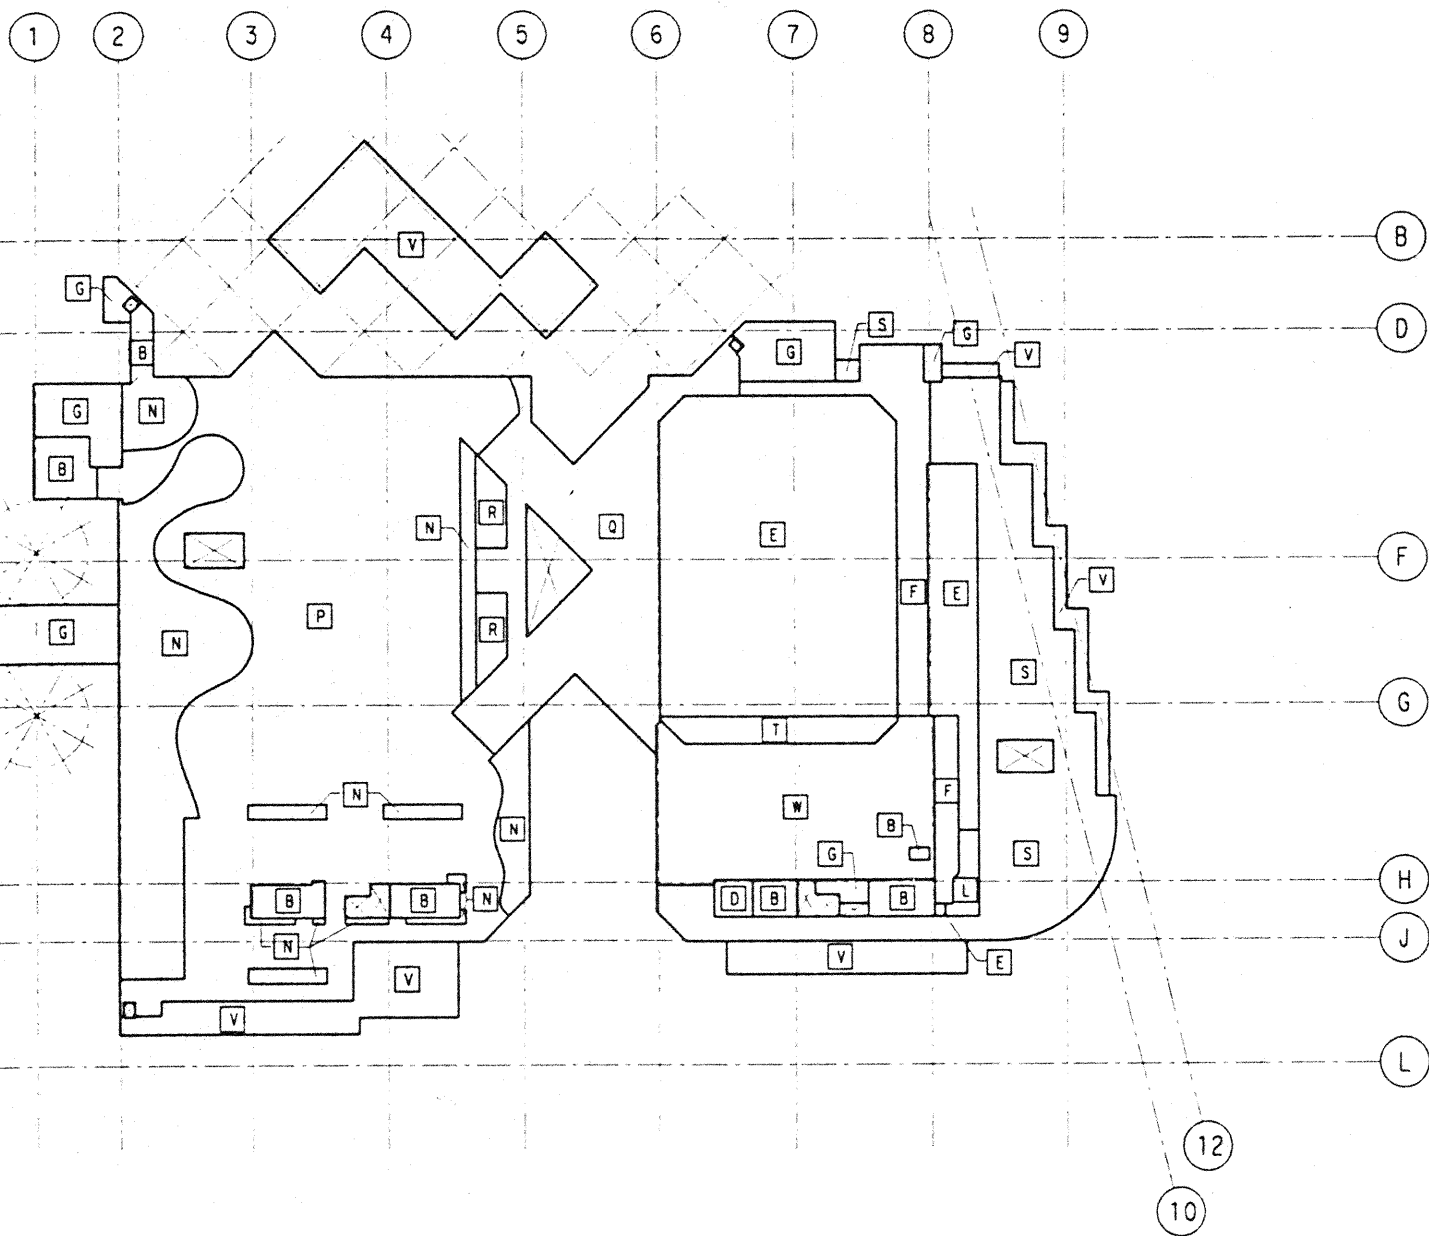 1 2 3 4 5 6 7 8 9
V B
G S D
B G G V
G N
B
N R Q E F
V
F E
P
G N R
S
G
T
N F
W
N B
G S
H
B B N D B B L
N J
V V E
V
L
12
10